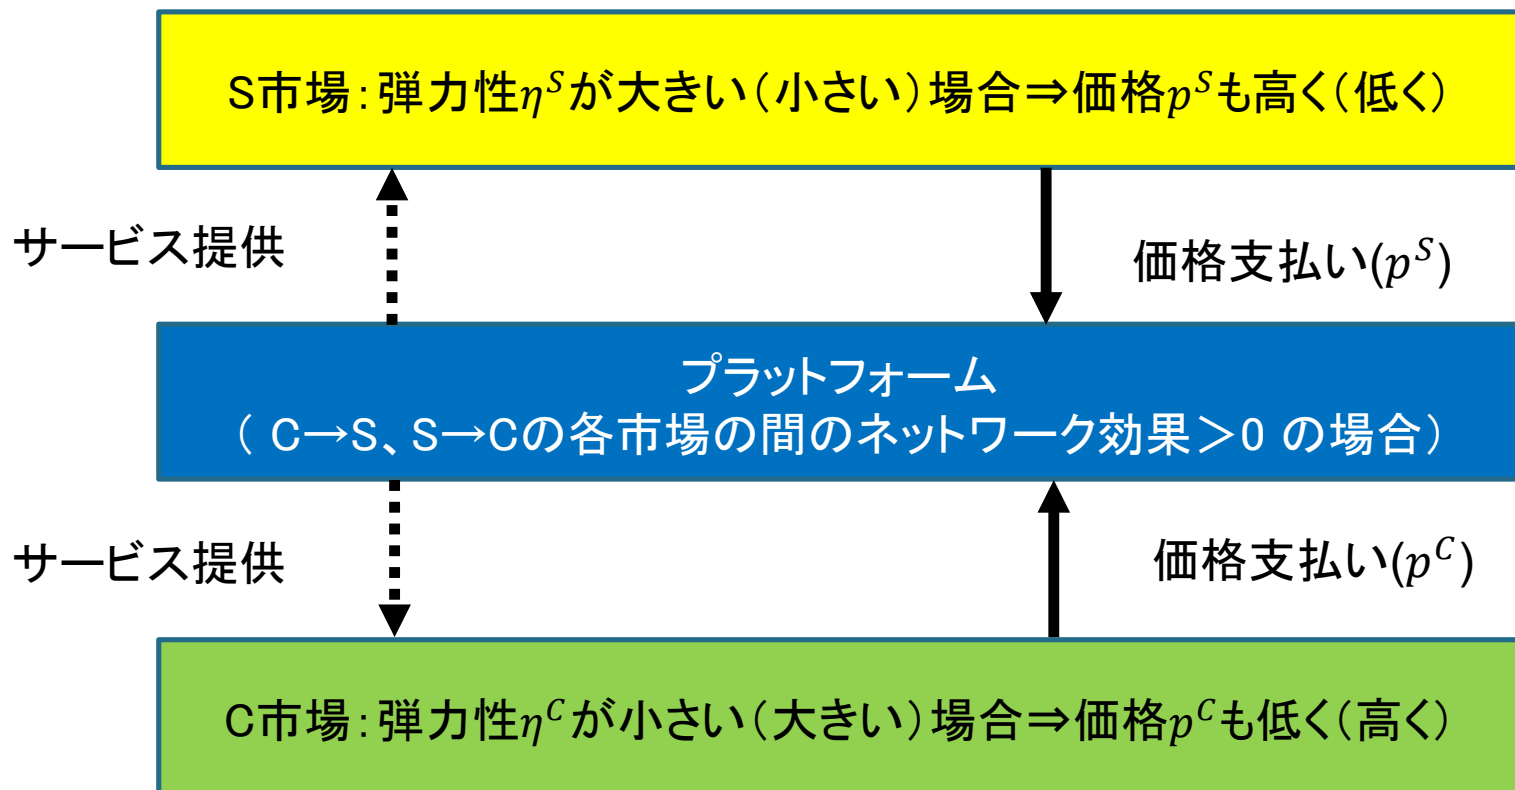 S市場：弾力性η^Sが大きい（小さい）場合⇒価格p^Sも高く（低く）
サービス提供
価格支払い(p^S)
プラットフォーム
（ C→S、S→Cの各市場の間のネットワーク効果＞0 の場合）
サービス提供
価格支払い(p^C)
C市場：弾力性η^Cが小さい（大きい）場合⇒価格p^Cも低く（高く）